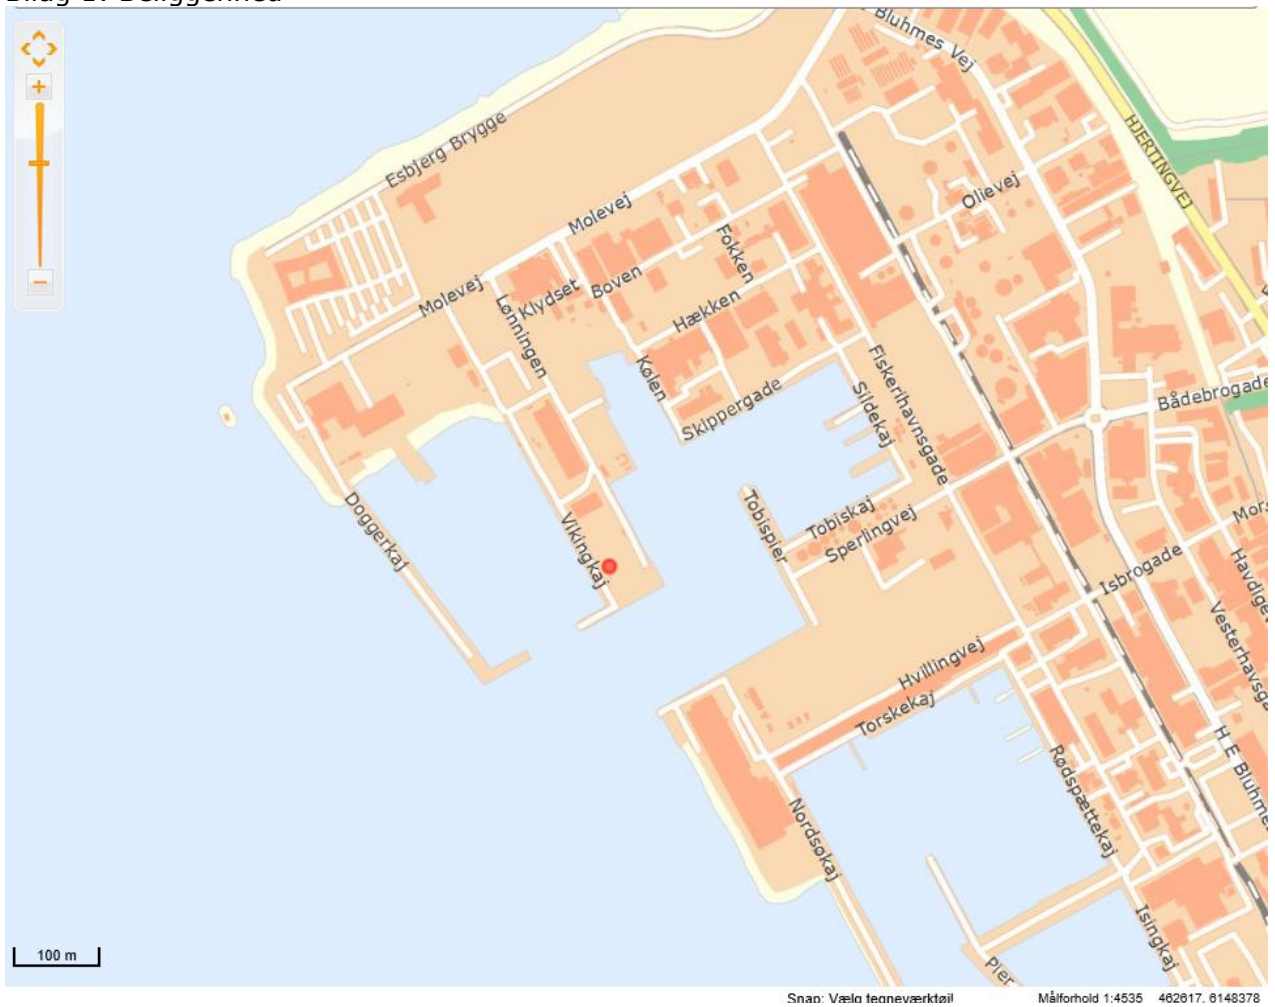 Bilag 1: Beliggenhed
Bluhmes Vej
Esbjerg Brygge
HJERTINGVEJ
Molevej
Olievej
Fokken
Boven
Molevej
Klydset
Lønningen
Hækken
Kølen
Fiskerihavnsgade
Skippergade
Sildekaj
Bådebrogade
Doggerkaj
Vikingkaj
Tobispier
Tobiskaj
Sperlingvej
Isbrogade
Havdige
Vesterhavsga
Hvillingvej
Torskekaj
H E Bluhme
Rødspættekaj
Nordsøkaj
Isingkaj
Pier
100 m
Snap: Vælg tegneværktøj!
Målforhold 1:4535
462617, 6148378